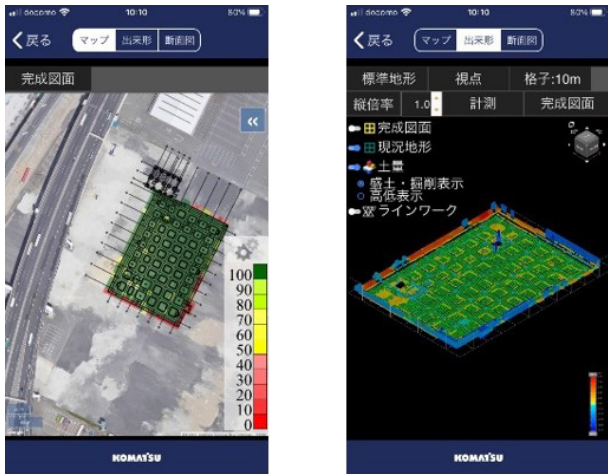 docomo 10:10 80%
戻る マップ 出来形 断面図
完成図面
«
100
90
80
70
60
50
40
30
20
10
0
KOMATSU
docomo 10:10 80%
戻る マップ 出来形 断面図
標準地形 視点 格子:10m
縦倍率 1.0 計測 完成図面
完成図面
現況地形
土量
盛土・掘削表示
高低表示
ラインワーク
KOMATSU